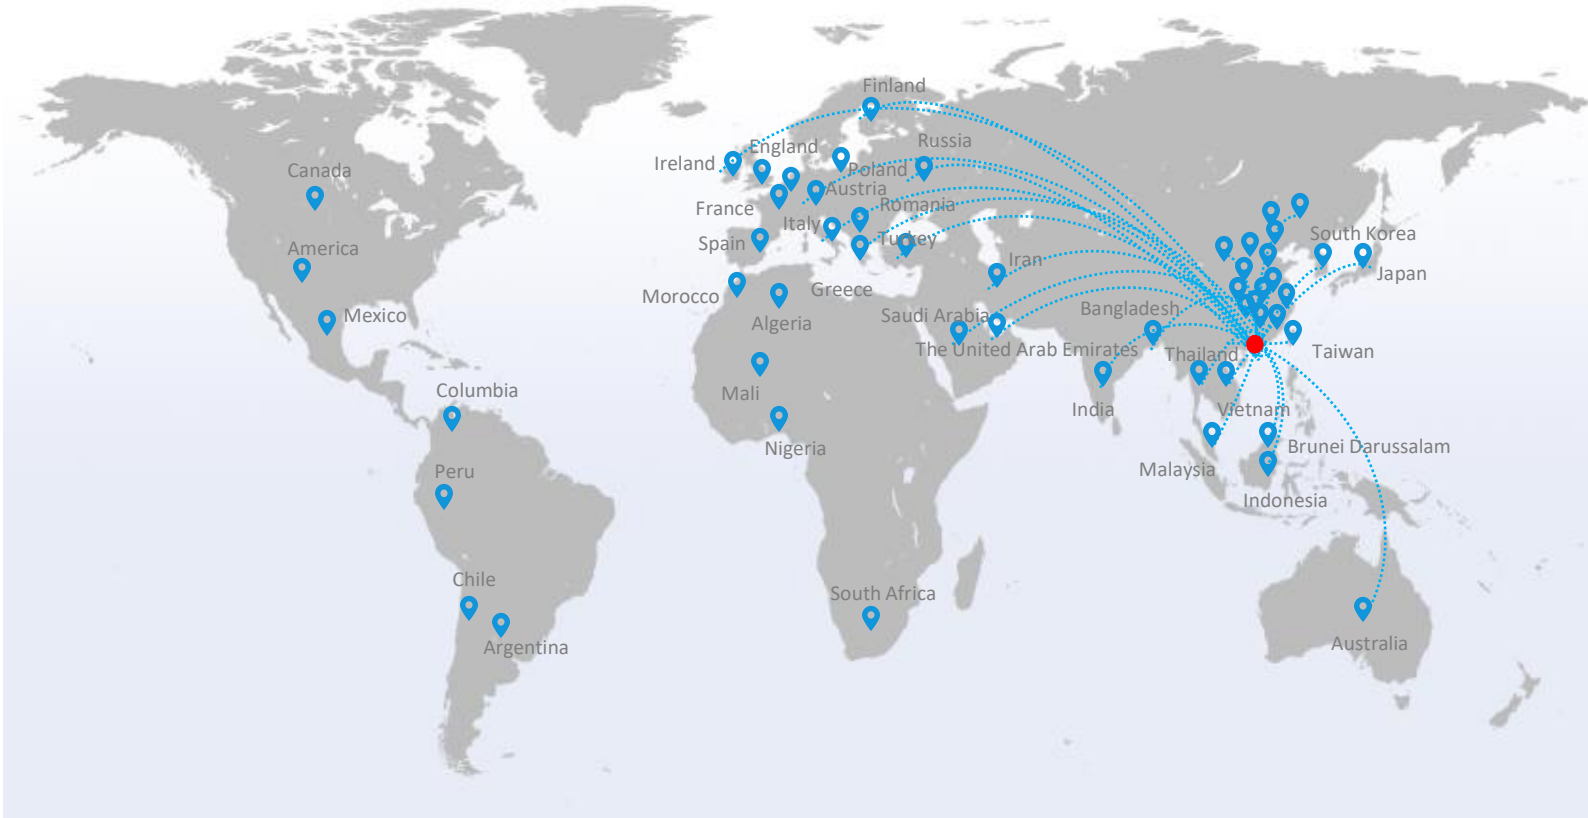 Finland
England
Russia
Ireland
Poland
Canada
Austria
France
Romania
Italy
South Korea
Spain
Turkey
America
Iran
Japan
Morocco
Greece
Mexico
Algeria
Saudi Arabia
Bangladesh
The United Arab Emirates
Thailand
Taiwan
Columbia
Mali
India
Vietnam
Nigeria
Brunei Darussalam
Peru
Malaysia
Indonesia
Chile
South Africa
Argentina
Australia